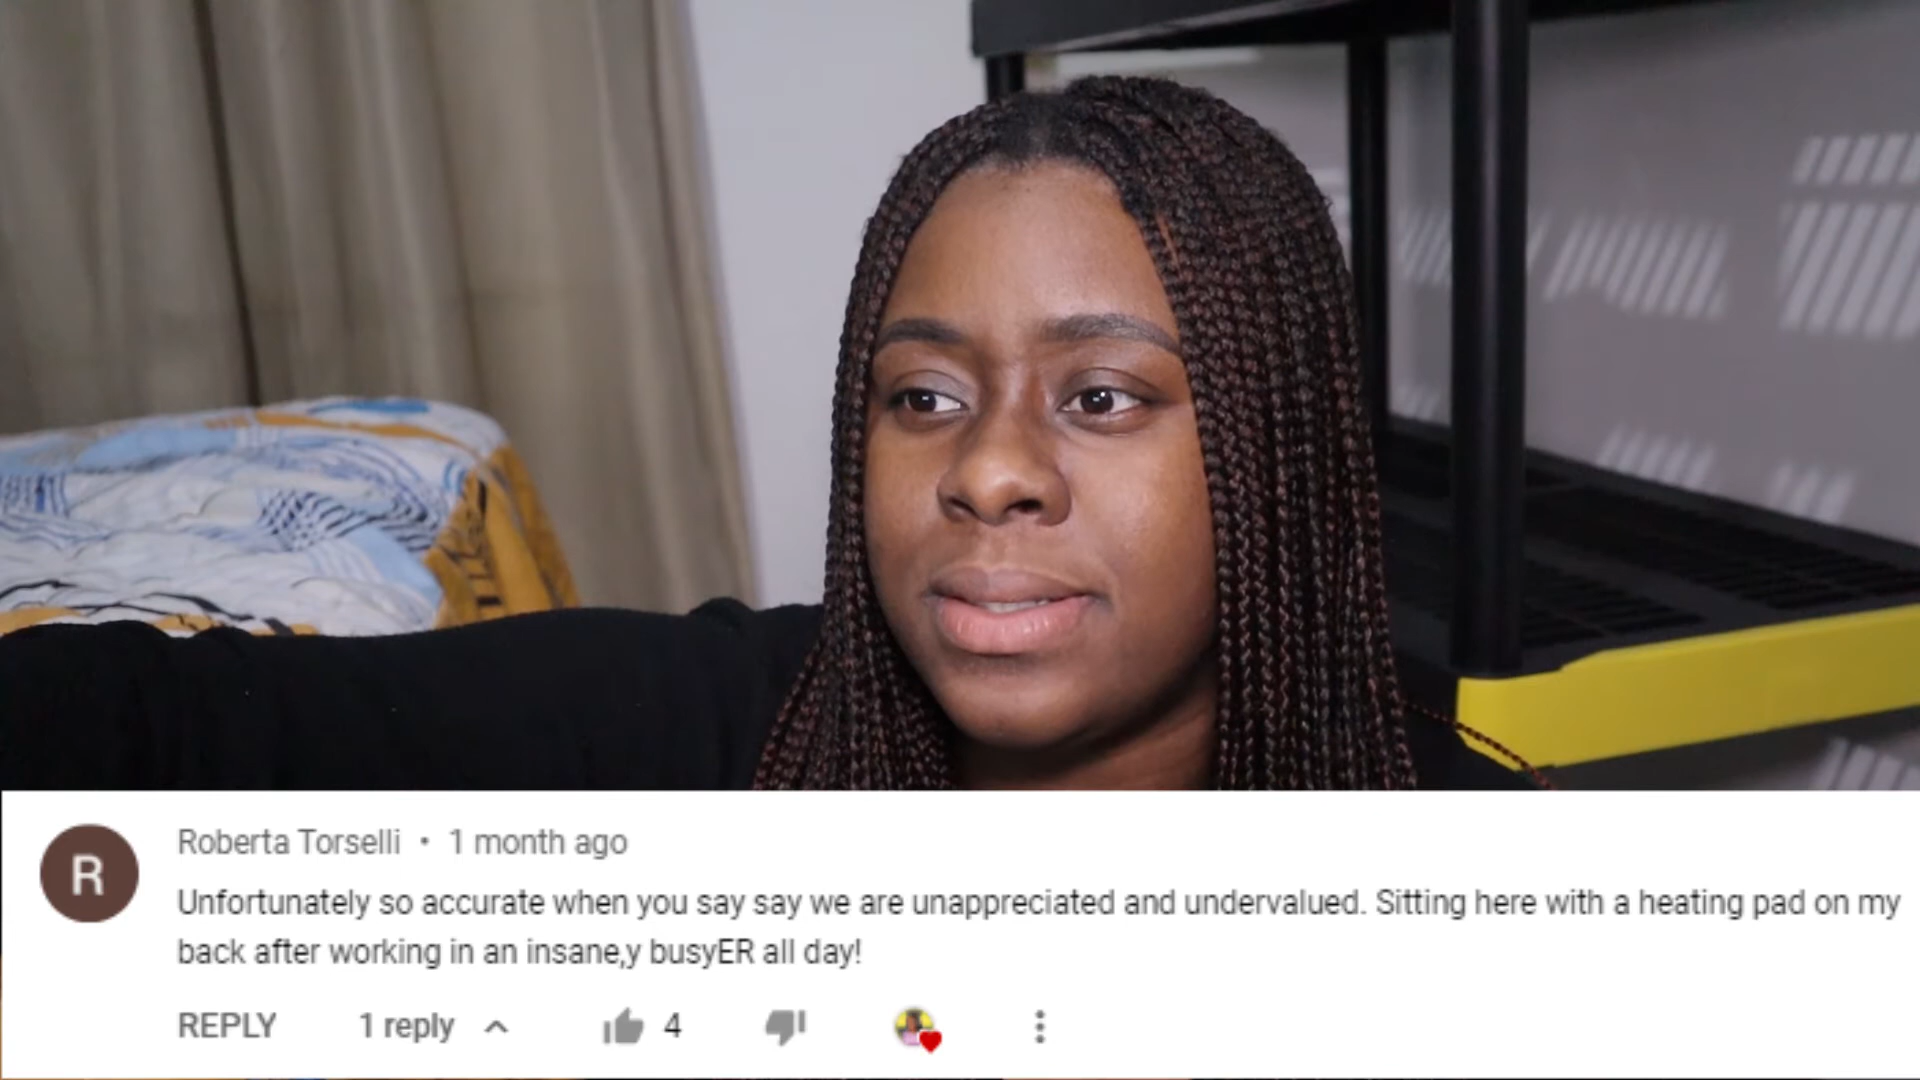 R
Roberta Torselli • 1 month ago
Unfortunately so accurate when you say say we are unappreciated and undervalued. Sitting here with a heating pad on my
back after working in an insane,y busyER all day!
REPLY 1 reply 4